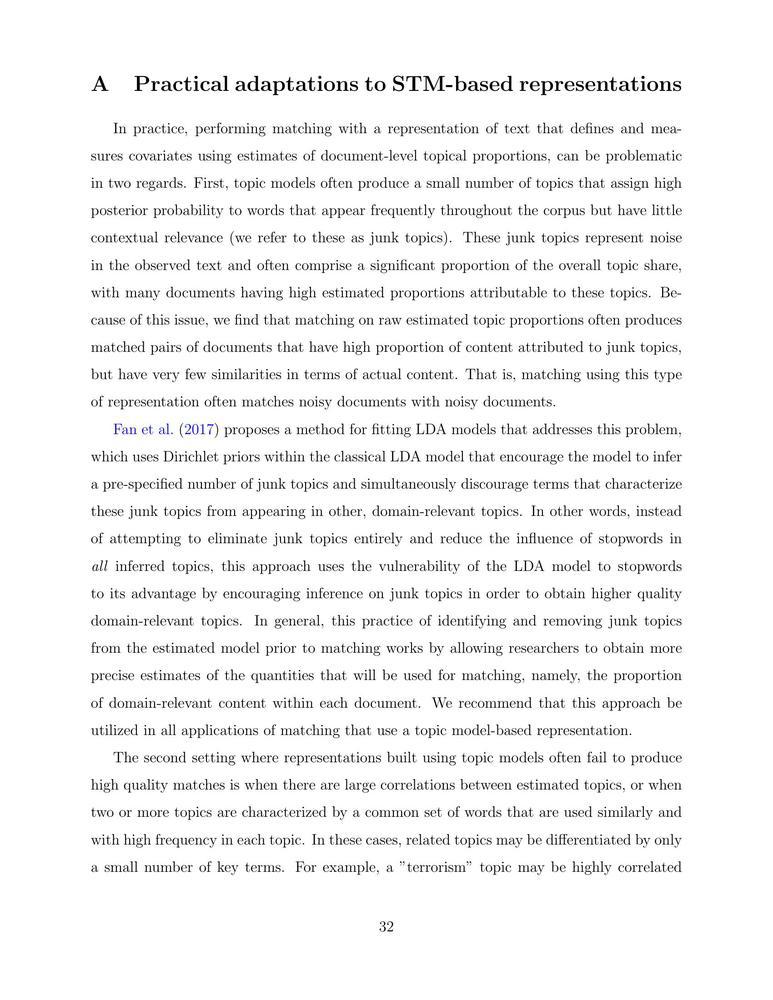 A Practical adaptations to STM-based representations
In practice, performing matching with a representation of text that defines and mea-
sures covariates using estimates of document-level topical proportions, can be problematic
in two regards. First, topic models often produce a small number of topics that assign high
posterior probability to words that appear frequently throughout the corpus but have little
contextual relevance (we refer to these as junk topics). These junk topics represent noise
in the observed text and often comprise a significant proportion of the overall topic share,
with many documents having high estimated proportions attributable to these topics. Be-
cause of this issue, we find that matching on raw estimated topic proportions often produces
matched pairs of documents that have high proportion of content attributed to junk topics,
but have very few similarities in terms of actual content. That is, matching using this type
of representation often matches noisy documents with noisy documents.
Fan et al. (2017) proposes a method for fitting LDA models that addresses this problem,
which uses Dirichlet priors within the classical LDA model that encourage the model to infer
a pre-specified number of junk topics and simultaneously discourage terms that characterize
these junk topics from appearing in other, domain-relevant topics. In other words, instead
of attempting to eliminate junk topics entirely and reduce the influence of stopwords in
all inferred topics, this approach uses the vulnerability of the LDA model to stopwords
to its advantage by encouraging inference on junk topics in order to obtain higher quality
domain-relevant topics. In general, this practice of identifying and removing junk topics
from the estimated model prior to matching works by allowing researchers to obtain more
precise estimates of the quantities that will be used for matching, namely, the proportion
of domain-relevant content within each document. We recommend that this approach be
utilized in all applications of matching that use a topic model-based representation.
The second setting where representations built using topic models often fail to produce
high quality matches is when there are large correlations between estimated topics, or when
two or more topics are characterized by a common set of words that are used similarly and
with high frequency in each topic. In these cases, related topics may be differentiated by only
a small number of key terms. For example, a ”terrorism” topic may be highly correlated
32